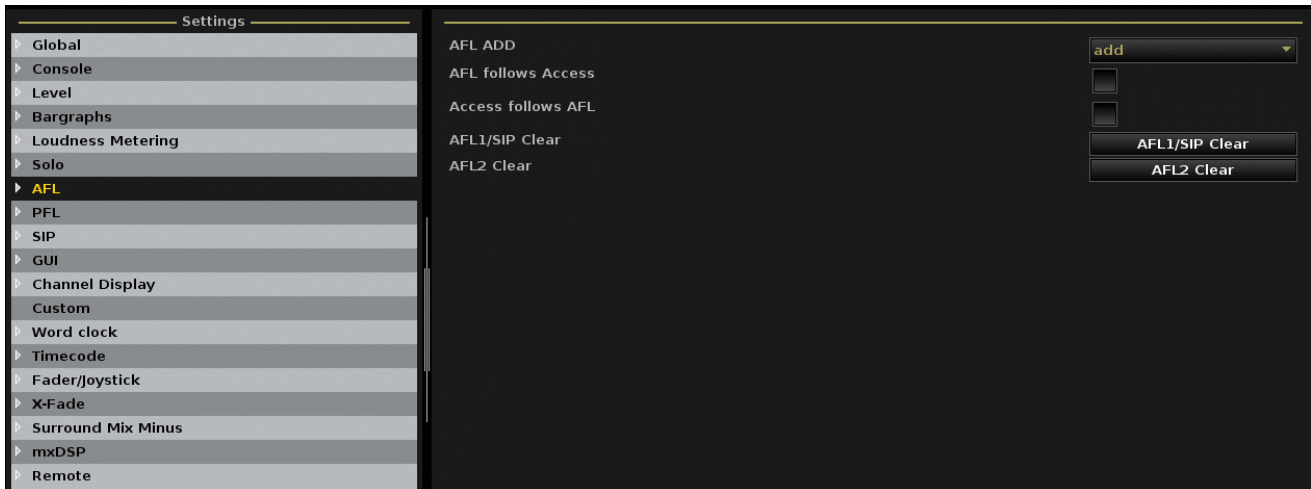 Settings
Global
Console
Level
Bargraphs
Loudness Metering
Solo
AFL
PFL
SIP
GUI
Channel Display
Custom
Word clock
Timecode
Fader/Joystick
X-Fade
Surround Mix Minus
mxDSP
Remote
AFL ADD add
AFL follows Access
Access follows AFL
AFL1/SIP Clear AFL1/SIP Clear
AFL2 Clear AFL2 Clear